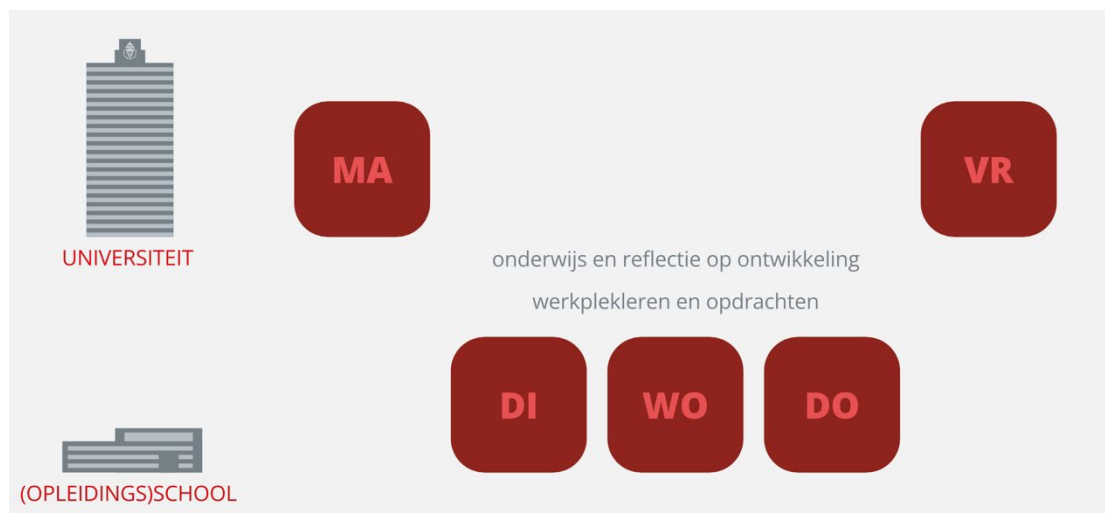 MA
VR
UNIVERSITEIT
onderwijs en reflectie op ontwikkeling
werkplekleren en opdrachten
DI
WO
DO
(OPLEIDINGS)SCHOOL